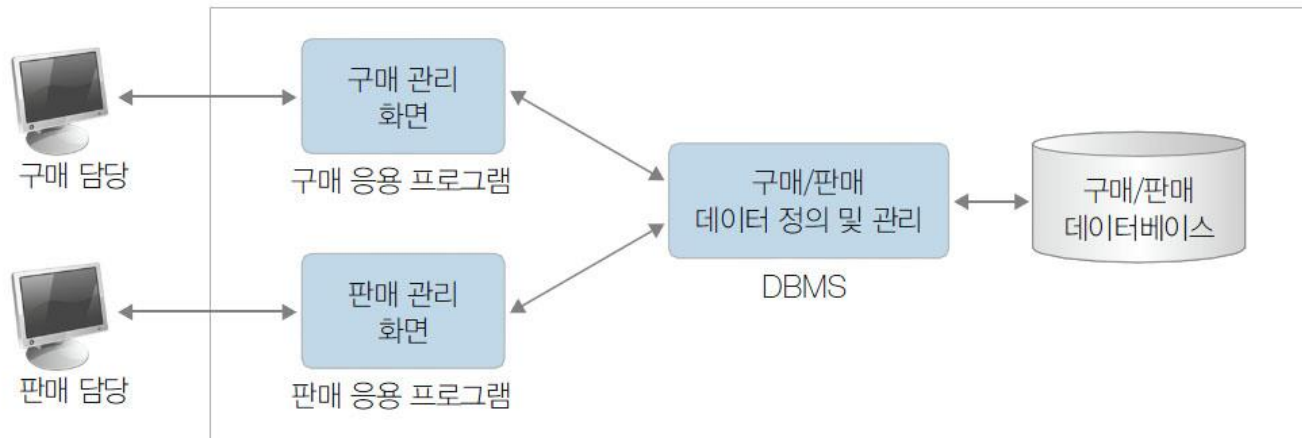 구매 담당
구매 관리
화면
구매 응용 프로그램
판매 담당
판매 관리
화면
판매 응용 프로그램
구매/판매
데이터 정의 및 관리
DBMS
구매/판매
데이터베이스